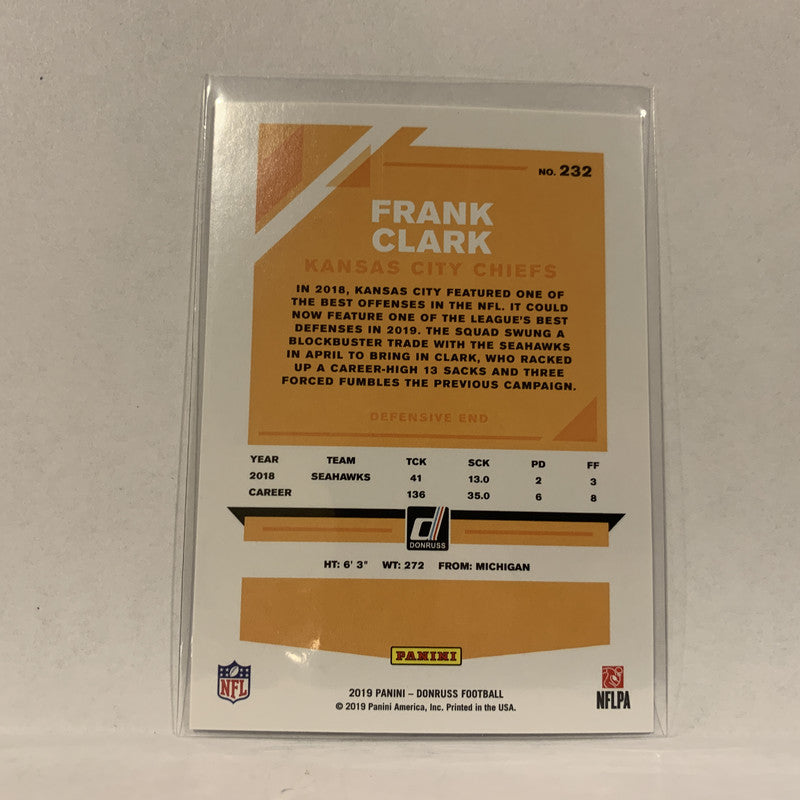 NO. 232
FRANK
CLARK
KANSAS CITY CHIEFS
IN 2018, KANSAS CITY FEATURED ONE OF
THE BEST OFFENSES IN THE NFL. IT COULD
NOW FEATURE ONE OF THE LEAGUE'S BEST
DEFENSES IN 2019. THE SQUAD SWUNG A
BLOCKBUSTER TRADE WITH THE SEAHAWKS
IN APRIL TO BRING IN CLARK, WHO RACKED
UP A CAREER-HIGH 13 SACKS AND THREE
FORCED FUMBLES THE PREVIOUS CAMPAIGN.
DEFENSIVE END
YEAR TEAM TCK SCK PD FF
2018 SEAHAWKS 41 13.0 2 3
CAREER 136 35.0 6 8
d
DONRUSS
HT: 6' 3" WT: 272 FROM: MICHIGAN
PANINI
NFL
NFLPA
2019 PANINI – DONRUSS FOOTBALL
© 2019 Panini America, Inc. Printed in the USA.